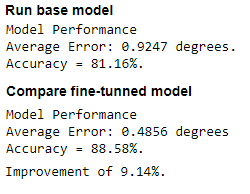 Run base model
Model Performance
Average Error: 0.9247 degrees.
Accuracy = 81.16%.
Compare fine-tunned model
Model Performance
Average Error: 0.4856 degrees
Accuracy = 88.58%.
Improvement of 9.14%.